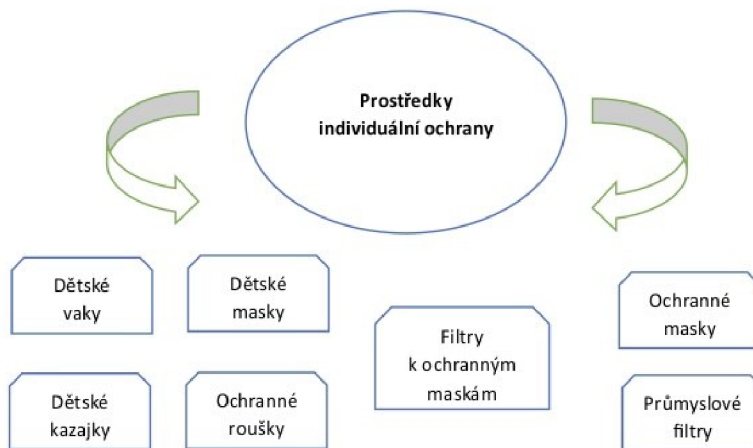 Prostředky
individuální ochrany
Dětské
vaky
Dětské
masky
Filtry
k ochranným
maskám
Ochranné
masky
Dětské
kazajky
Ochranné
roušky
Průmyslové
filtry